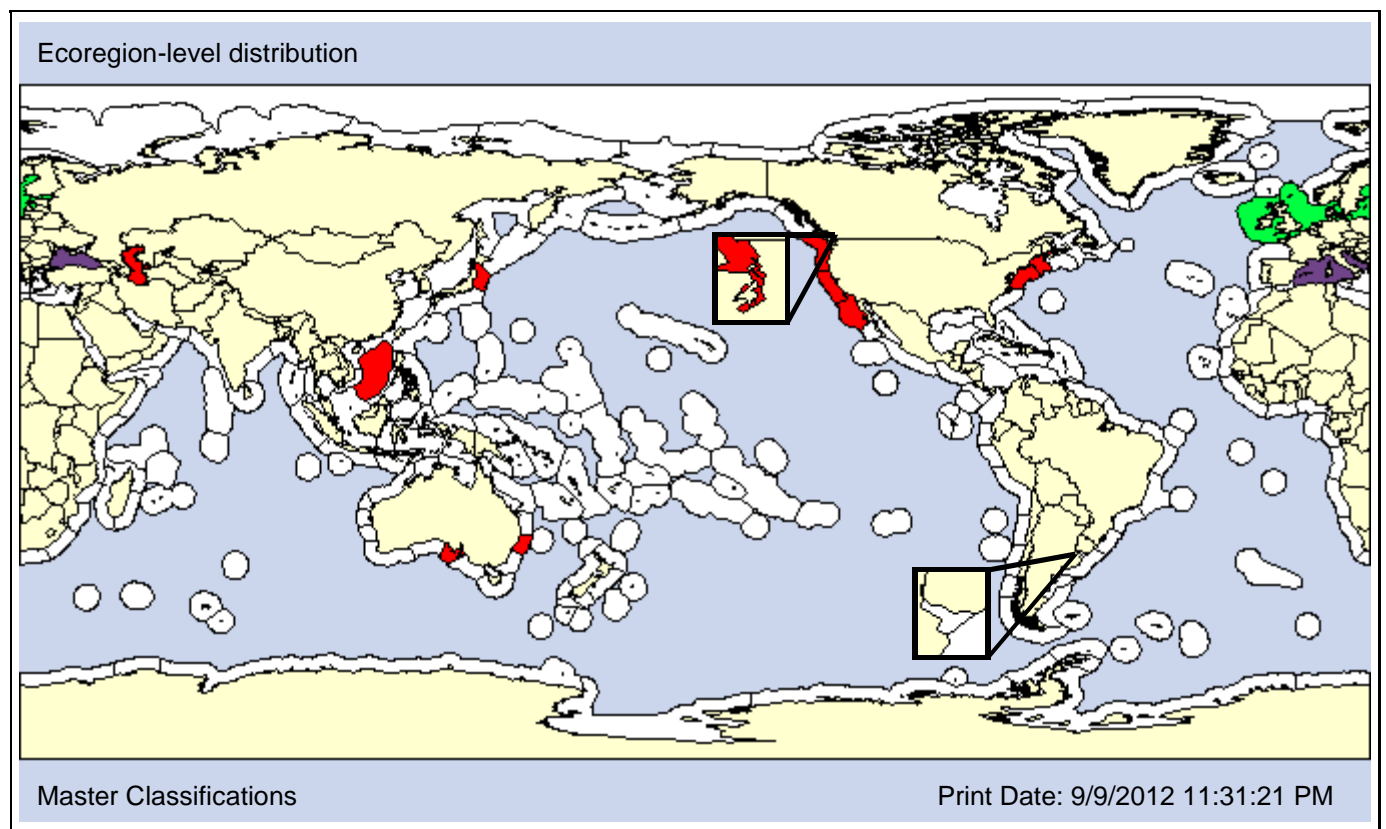 Ecoregion-level distribution
Master Classifications
Print Date: 9/9/2012 11:31:21 PM